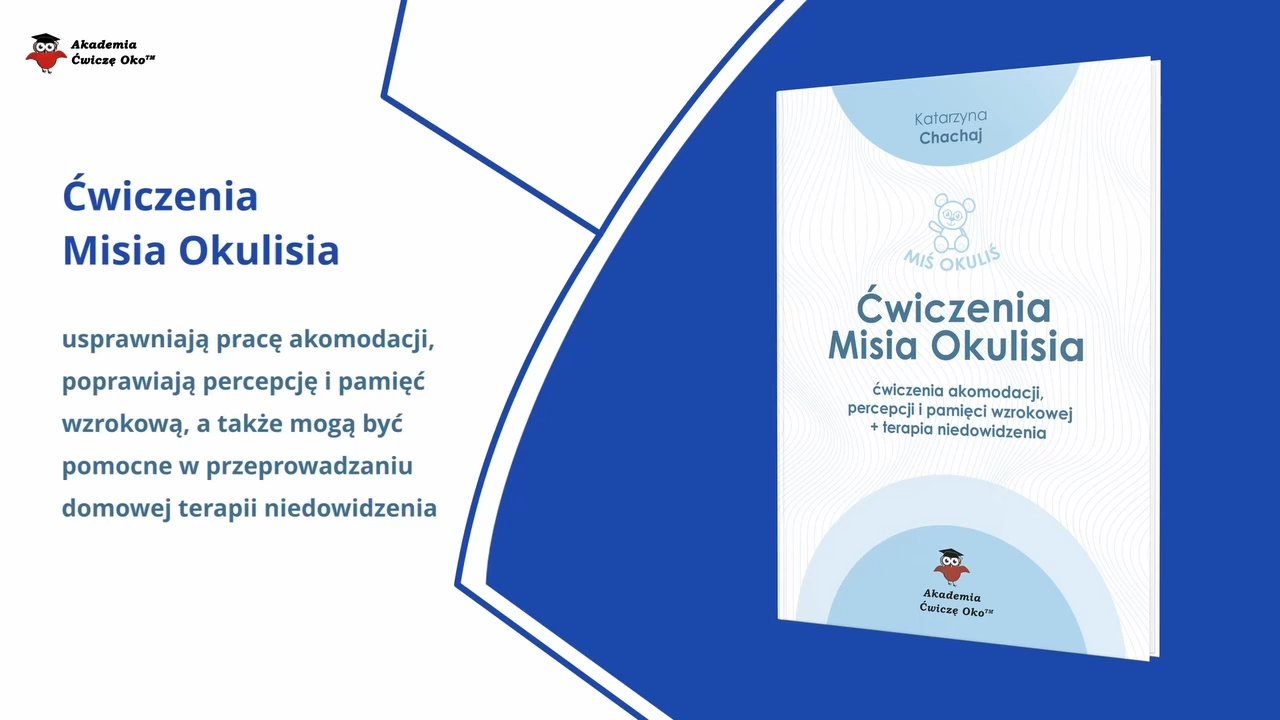 Akademia
Ćwiczę Oko™
Ćwiczenia
Misia Okulisia
usprawniają pracę akomodacji,
poprawiają percepcję i pamięć
wzrokową, a także mogą być
pomocne w przeprowadzaniu
domowej terapii niedowidzenia
Katarzyna
Chachaj
MIŚ OKULIŚ
Ćwiczenia
Misia Okulisia
ćwiczenia akomodacji,
percepcji i pamięci wzrokowej
+ terapia niedowidzenia
Akademia
Ćwiczę Oko™